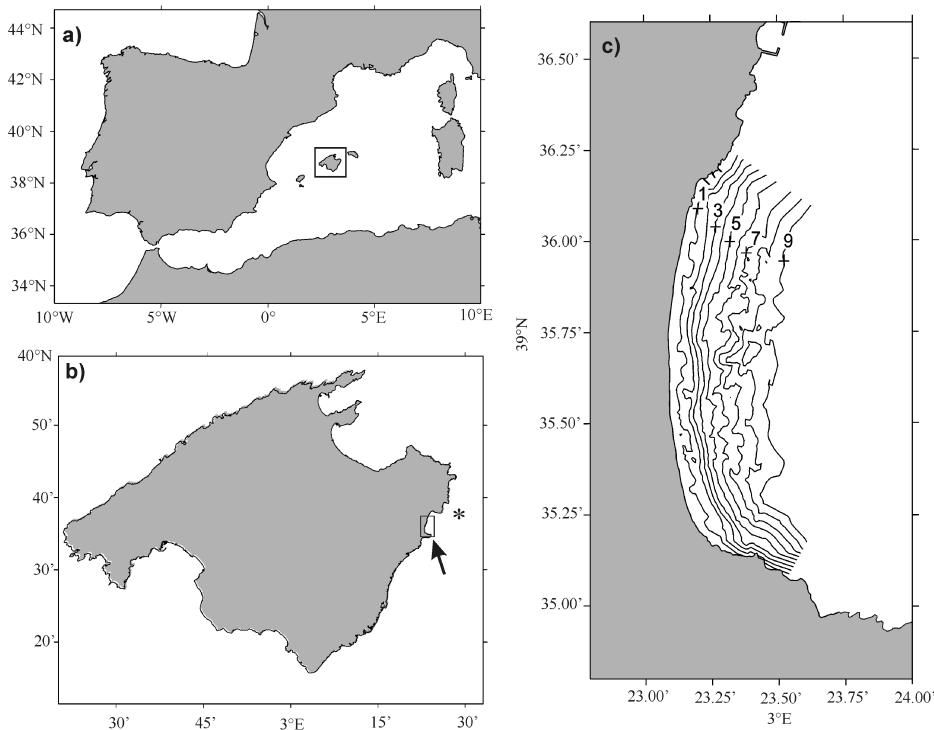 a)
44°N
42°N
40°N
38°N
36°N
34°N
10°W
5°W
0°
5°E
10°E
b)
40°N
50’
40’
30’
20’
*
30’
45’
3°E
15’
30’
c)
36.50’
36.25’
36.00’
35.75’
35.50’
35.25’
35.00’
39°N
1
3
5
7
9
23.00’
23.25’
23.50’
23.75’
24.00’
3°E